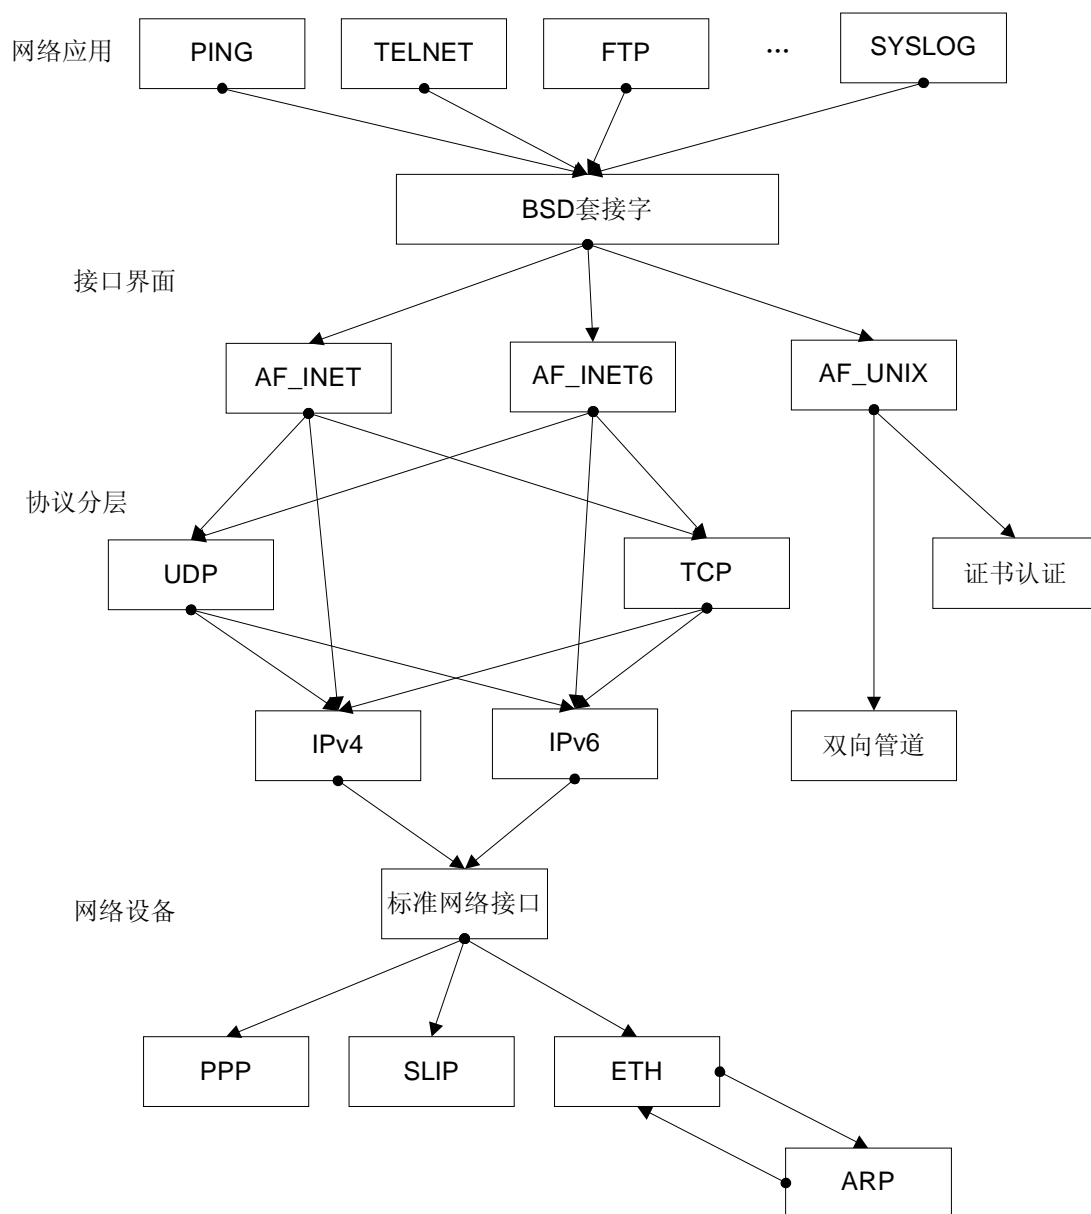 网络应用 PING TELNET FTP ... SYSLOG
BSD套接字
接口界面
AF_INET AF_INET6 AF_UNIX
协议分层
UDP TCP 证书认证
IPv4 IPv6 双向管道
标准网络接口
网络设备
PPP SLIP ETH
ARP